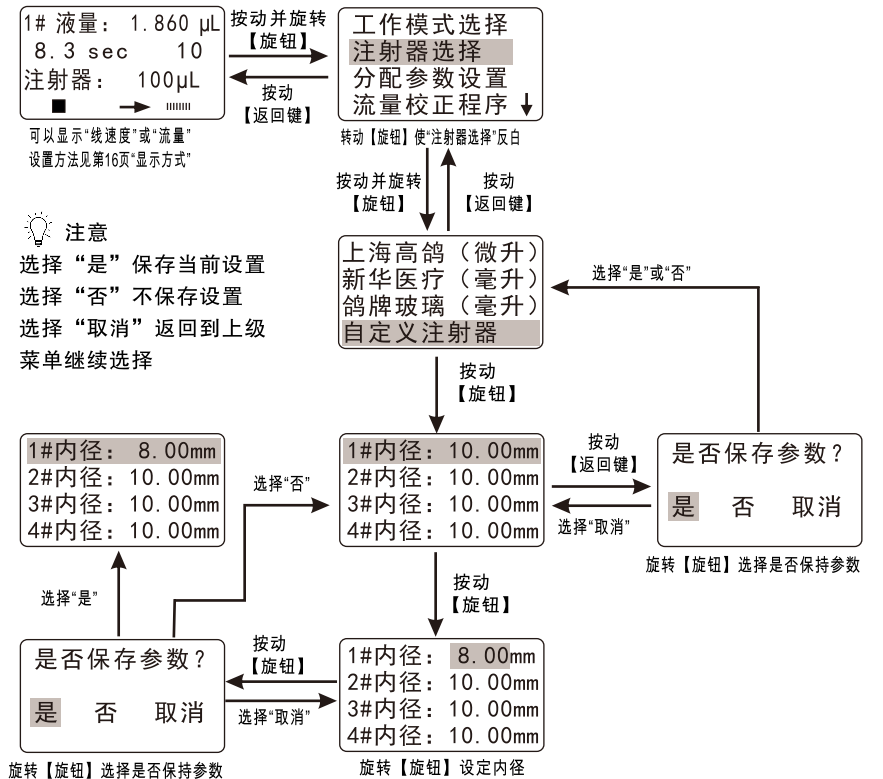 1# 液量: 1.860 μL
8.3 sec 10
注射器: 100μL
可以显示“线速度”或“流量”
设置方法见第16页“显示方式”
按动并旋转
【旋钮】
按动
【返回键】
工作模式选择
注射器选择
分配参数设置
流量校正程序
转动【旋钮】使“注射器选择”反白
按动并旋转
【旋钮】
按动
【返回键】
注意
选择“是”保存当前设置
选择“否”不保存设置
选择“取消”返回到上级
菜单继续选择
上海高鸽（微升）
新华医疗（毫升）
鸽牌玻璃（毫升）
自定义注射器
选择“是”或“否”
按动
【旋钮】
1#内径: 8.00mm
2#内径: 10.00mm
3#内径: 10.00mm
4#内径: 10.00mm
选择“否”
1#内径: 10.00mm
2#内径: 10.00mm
3#内径: 10.00mm
4#内径: 10.00mm
按动
【返回键】
选择“取消”
是否保存参数?
是 否 取消
旋转【旋钮】选择是否保持参数
选择“是”
按动
【旋钮】
是否保存参数?
是 否 取消
旋转【旋钮】选择是否保持参数
按动
【旋钮】
选择“取消”
1#内径: 8.00mm
2#内径: 10.00mm
3#内径: 10.00mm
4#内径: 10.00mm
旋转【旋钮】设定内径